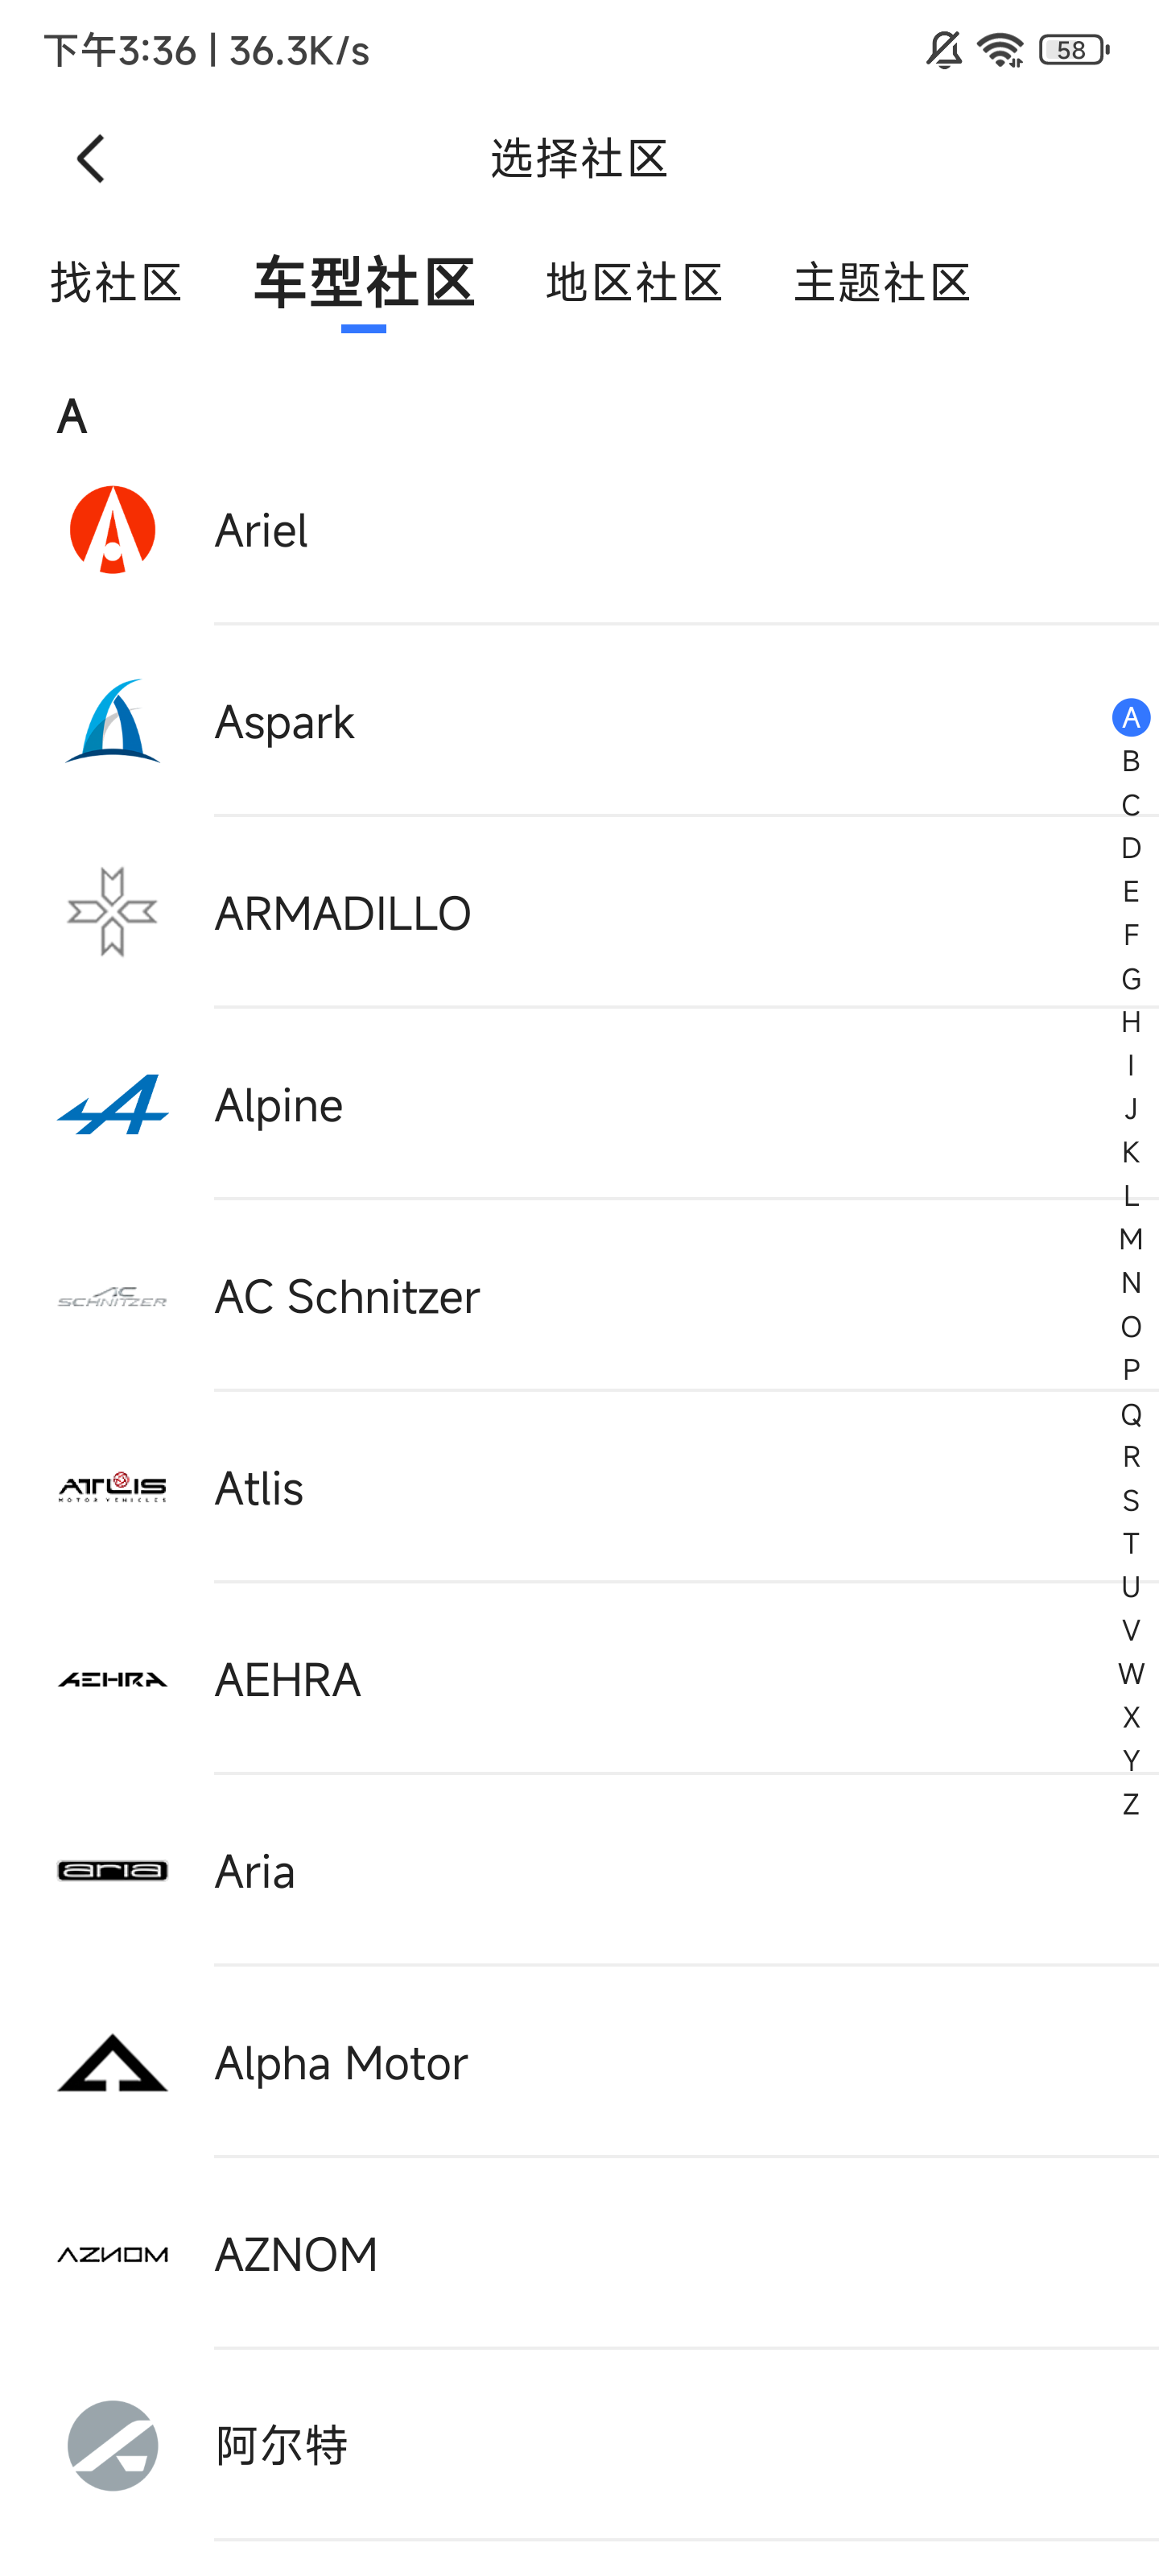 下午3:36 | 36.3K/s
58
选择社区
找社区 车型社区 地区社区 主题社区
A
Ariel
Aspark
ARMADILLO
Alpine
AC SCHNITZER
AC Schnitzer
ATLIS
MOTOR VEHICLES
Atlis
AEHRA
AEHRA
aria
Aria
Alpha Motor
AZNOM
AZNOM
阿尔特
A
B
C
D
E
F
G
H
I
J
K
L
M
N
O
P
Q
R
S
T
U
V
W
X
Y
Z